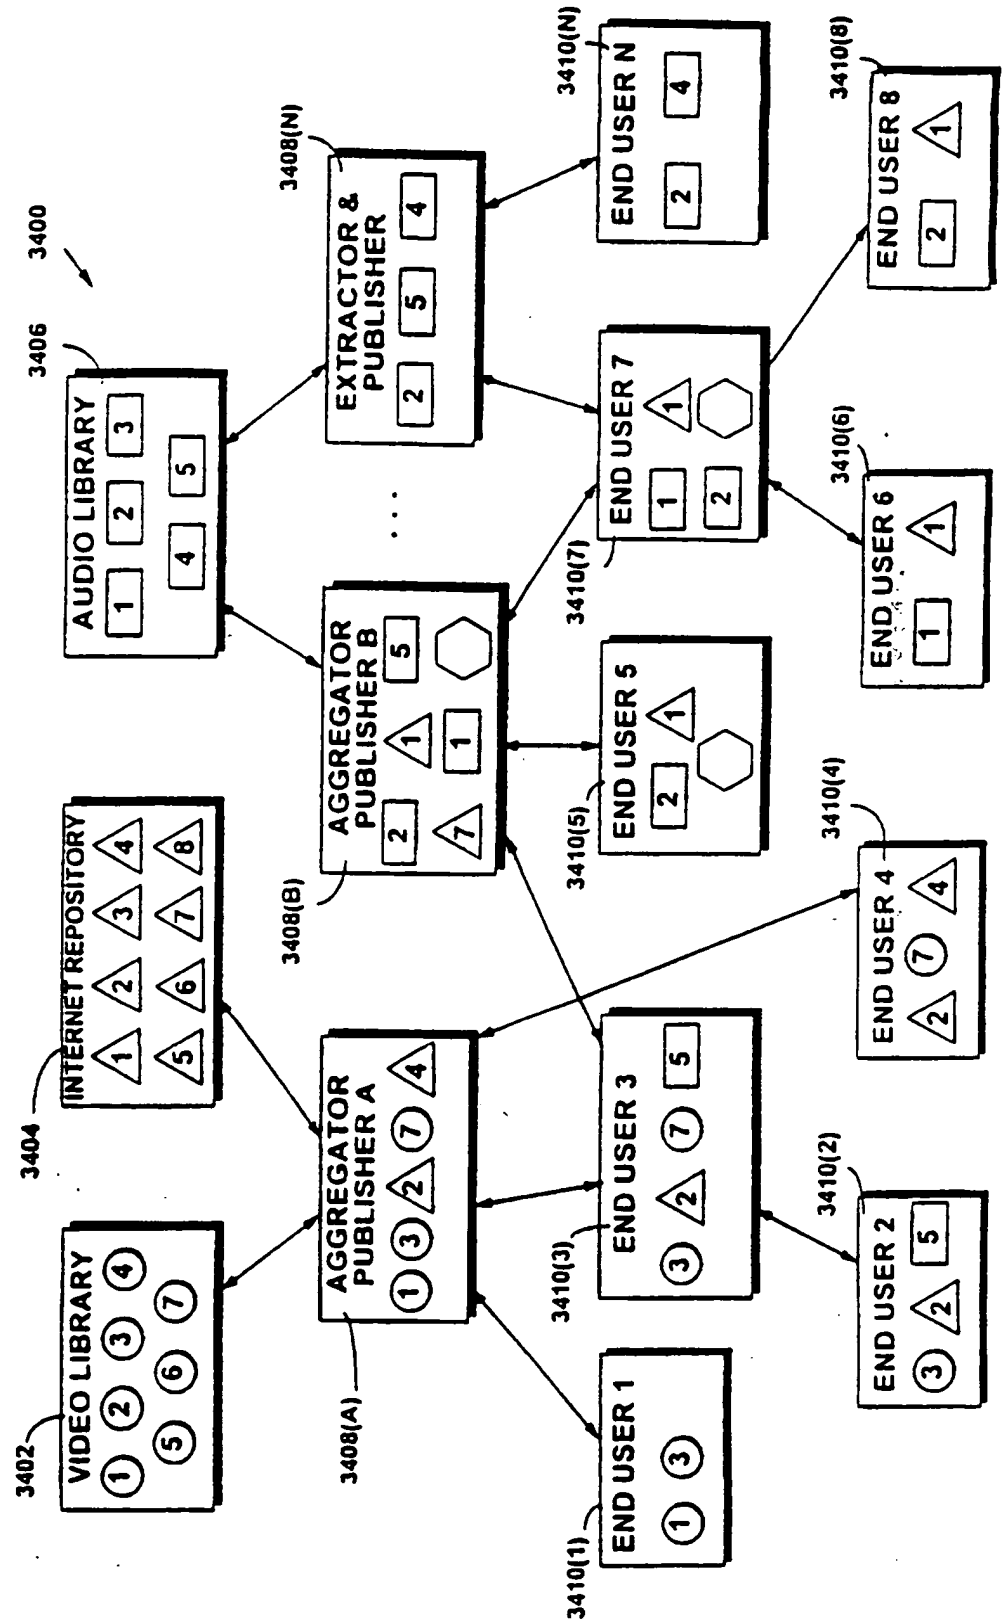 3400
3402
VIDEO LIBRARY
1 2 3 4
5 6 7
3404
INTERNET REPOSITORY
1 2 3 4
5 6 7 8
3406
AUDIO LIBRARY
1 2 3
4 5
3408(A)
AGGREGATOR
PUBLISHER A
1 3 2 7 4
3408(B)
AGGREGATOR
PUBLISHER B
2 1 5
7 1
...
3408(N)
EXTRACTOR &
PUBLISHER
2 5 4
3410(1)
END USER 1
1 3
3410(3)
END USER 3
3 2 7 5
3410(5)
END USER 5
2 1
3410(7)
END USER 7
1 1
2
3410(N)
END USER N
2 4
3410(2)
END USER 2
3 2 5
3410(4)
END USER 4
2 7 4
3410(6)
END USER 6
1 1
3410(8)
END USER 8
2 1